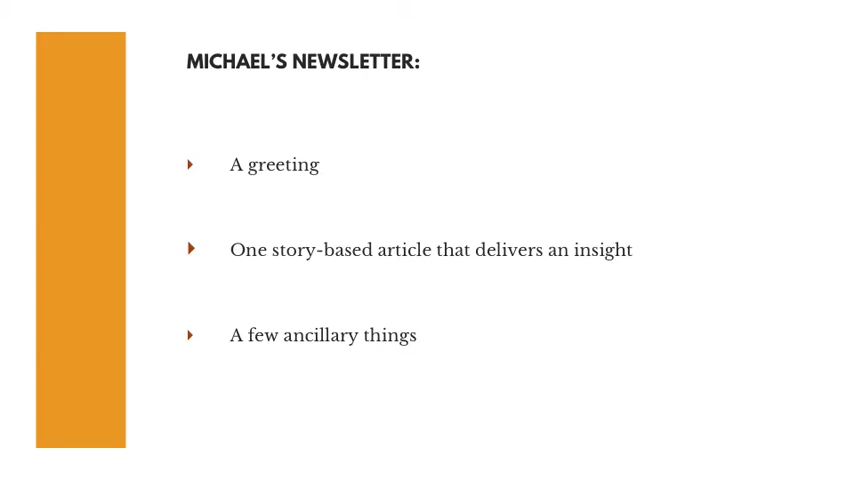 MICHAEL’S NEWSLETTER:
A greeting
One story-based article that delivers an insight
A few ancillary things